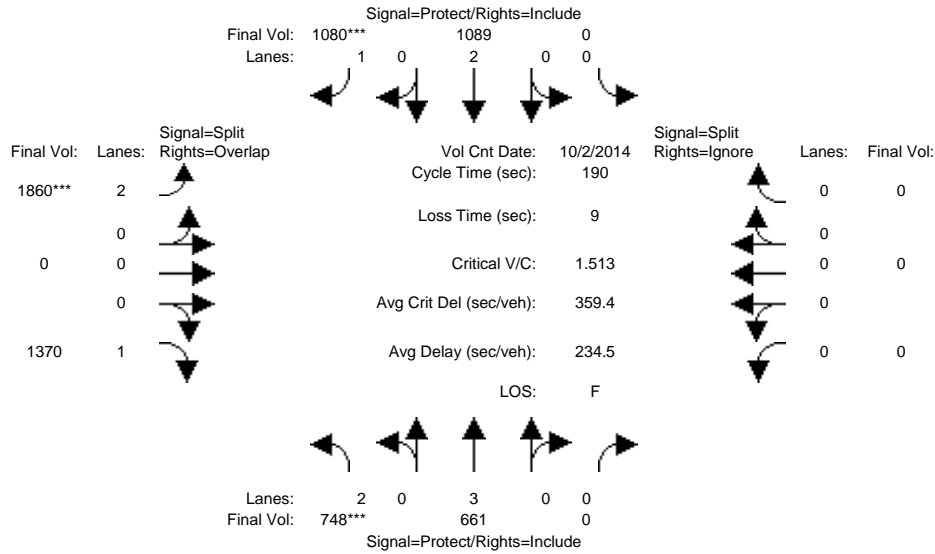 Signal=Protect/Rights=Include
Final Vol: 1080*** 1089 0
Lanes: 1 0 2 0 0
Signal=Split Signal=Split
Final Vol: Lanes: Rights=Overlap Vol Cnt Date: 10/2/2014 Rights=Ignore Lanes: Final Vol:
1860*** 2 Cycle Time (sec): 190 0 0
0 Loss Time (sec): 9 0
0 0 Critical V/C: 1.513 0 0
0 Avg Crit Del (sec/veh): 359.4 0
1370 1 Avg Delay (sec/veh): 234.5 0 0
LOS: F
Lanes: 2 0 3 0 0
Final Vol: 748*** 661 0
Signal=Protect/Rights=Include